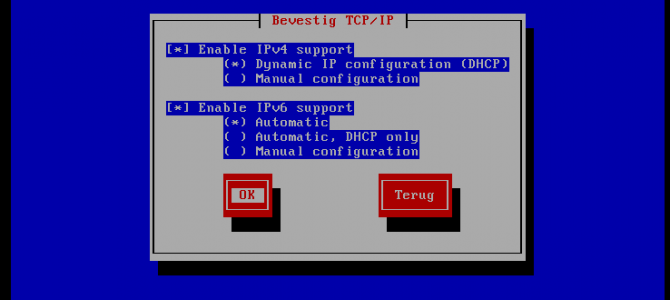 Bevestig TCP/IP
[*] Enable IPv4 support
(*) Dynamic IP configuration (DHCP)
( ) Manual configuration
[*] Enable IPv6 support
(*) Automatic
( ) Automatic, DHCP only
( ) Manual configuration
OK Terug